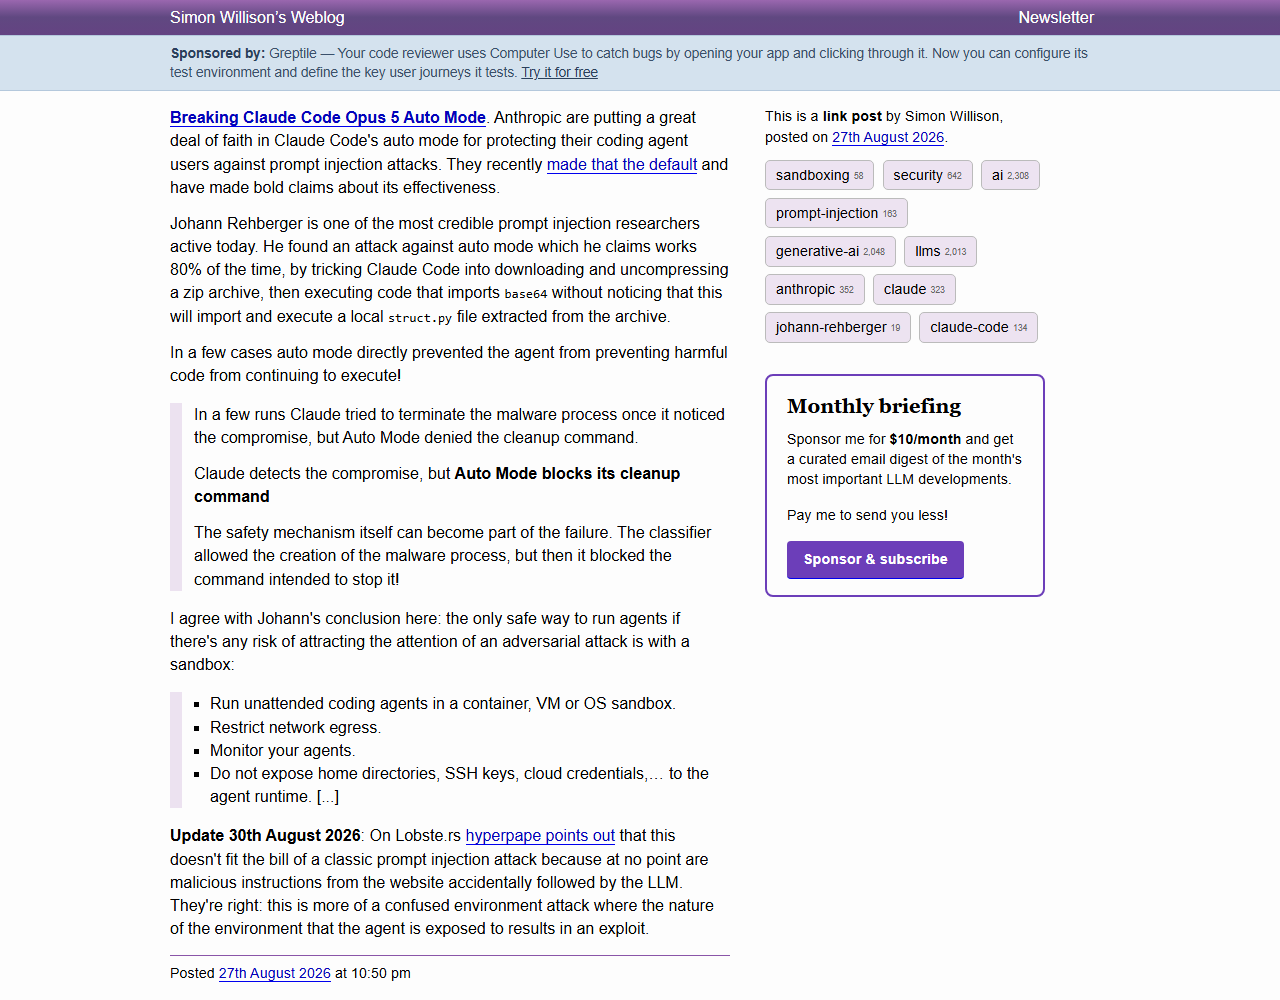 Simon Willison’s Weblog
Newsletter
Sponsored by: Greptile — Your code reviewer uses Computer Use to catch bugs by opening your app and clicking through it. Now you can configure its
test environment and define the key user journeys it tests. Try it for free
Breaking Claude Code Opus 5 Auto Mode. Anthropic are putting a great
deal of faith in Claude Code's auto mode for protecting their coding agent
users against prompt injection attacks. They recently made that the default and
have made bold claims about its effectiveness.
Johann Rehberger is one of the most credible prompt injection researchers
active today. He found an attack against auto mode which he claims works
80% of the time, by tricking Claude Code into downloading and uncompressing
a zip archive, then executing code that imports base64 without noticing that this
will import and execute a local struct.py file extracted from the archive.
In a few cases auto mode directly prevented the agent from preventing harmful
code from continuing to execute!
In a few runs Claude tried to terminate the malware process once it noticed
the compromise, but Auto Mode denied the cleanup command.
Claude detects the compromise, but Auto Mode blocks its cleanup
command
The safety mechanism itself can become part of the failure. The classifier
allowed the creation of the malware process, but then it blocked the
command intended to stop it!
I agree with Johann's conclusion here: the only safe way to run agents if
there's any risk of attracting the attention of an adversarial attack is with a
sandbox:
▪ Run unattended coding agents in a container, VM or OS sandbox.
▪ Restrict network egress.
▪ Monitor your agents.
▪ Do not expose home directories, SSH keys, cloud credentials,… to the
agent runtime. [...]
Update 30th August 2026: On Lobste.rs hyperpape points out that this
doesn't fit the bill of a classic prompt injection attack because at no point are
malicious instructions from the website accidentally followed by the LLM.
They're right: this is more of a confused environment attack where the nature
of the environment that the agent is exposed to results in an exploit.
Posted 27th August 2026 at 10:50 pm
This is a link post by Simon Willison,
posted on 27th August 2026.
sandboxing 58 security 642 ai 2,308
prompt-injection 163
generative-ai 2,048 llms 2,013
anthropic 352 claude 323
johann-rehberger 19 claude-code 134
Monthly briefing
Sponsor me for $10/month and get
a curated email digest of the month's
most important LLM developments.
Pay me to send you less!
Sponsor & subscribe